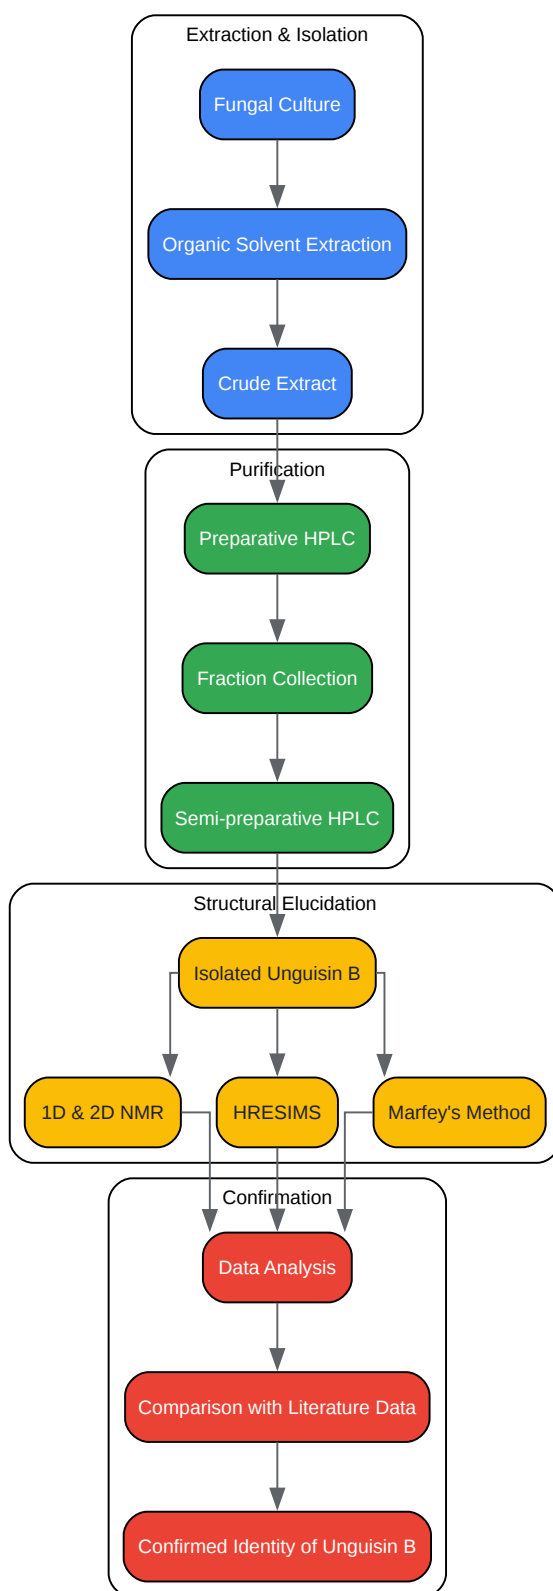 Extraction & Isolation
Fungal Culture
Organic Solvent Extraction
Crude Extract
Purification
Preparative HPLC
Fraction Collection
Semi-preparative HPLC
Structural Elucidation
Isolated Unguisin B
1D & 2D NMR
HRESIMS
Marfey's Method
Confirmation
Data Analysis
Comparison with Literature Data
Confirmed Identity of Unguisin B